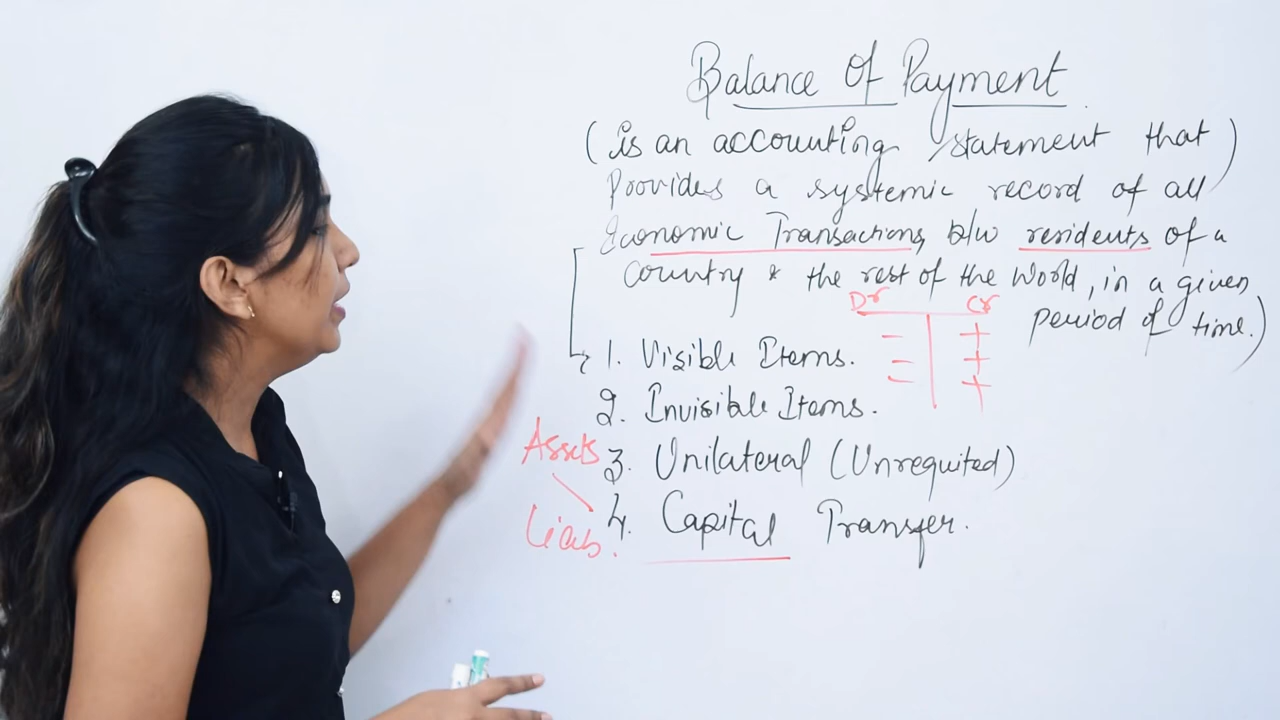 Balance Of Payment
(is an accounting statement that)
Provides a systemic record of all
Economic Transactions b/w residents of a
Country & the rest of the World, in a given
period of time.)
Dr Cr
- +
- +
- +
1. Visible Items.
2. Invisible Items.
3. Unilateral (Unrequited)
4. Capital Transfer.
Assets
Liab.